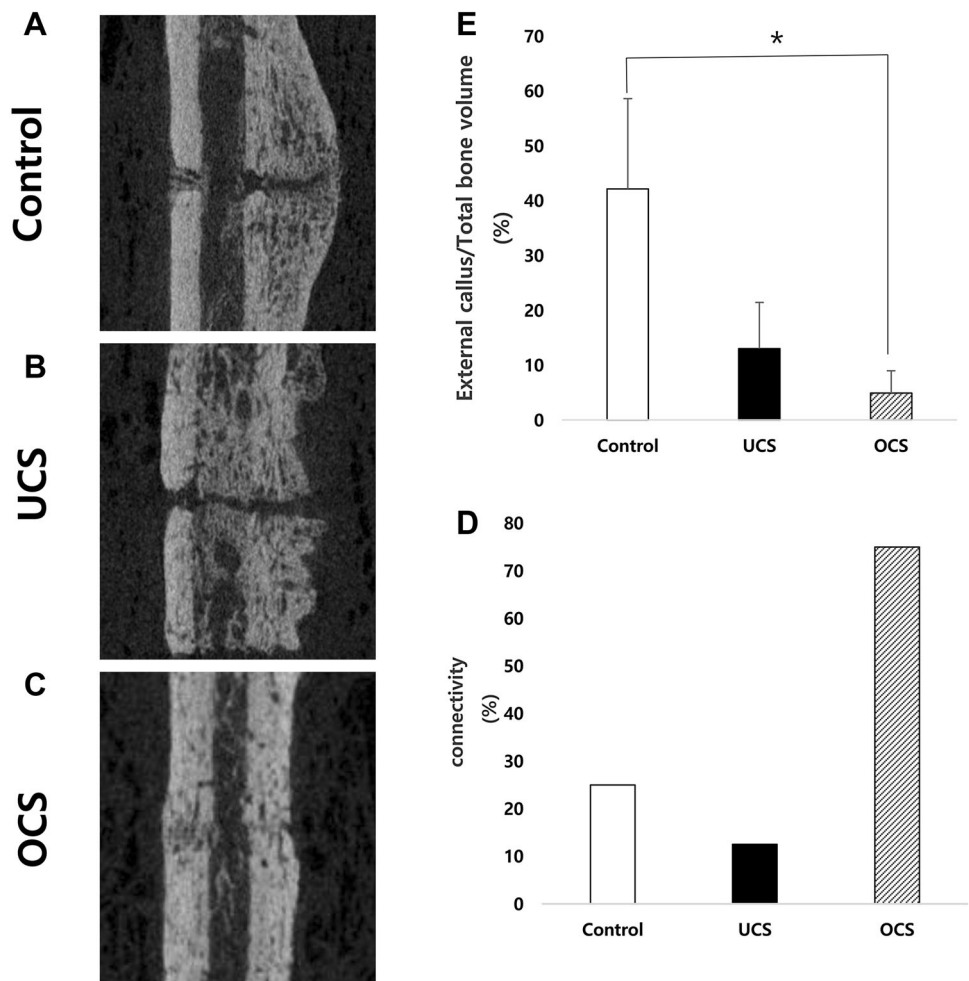 A
Control
B
UCS
C
OCS
E
*
External callus/Total bone volume
(%)
70
60
50
40
30
20
10
0
Control UCS OCS
D
connectivity
(%)
80
70
60
50
40
30
20
10
0
Control UCS OCS